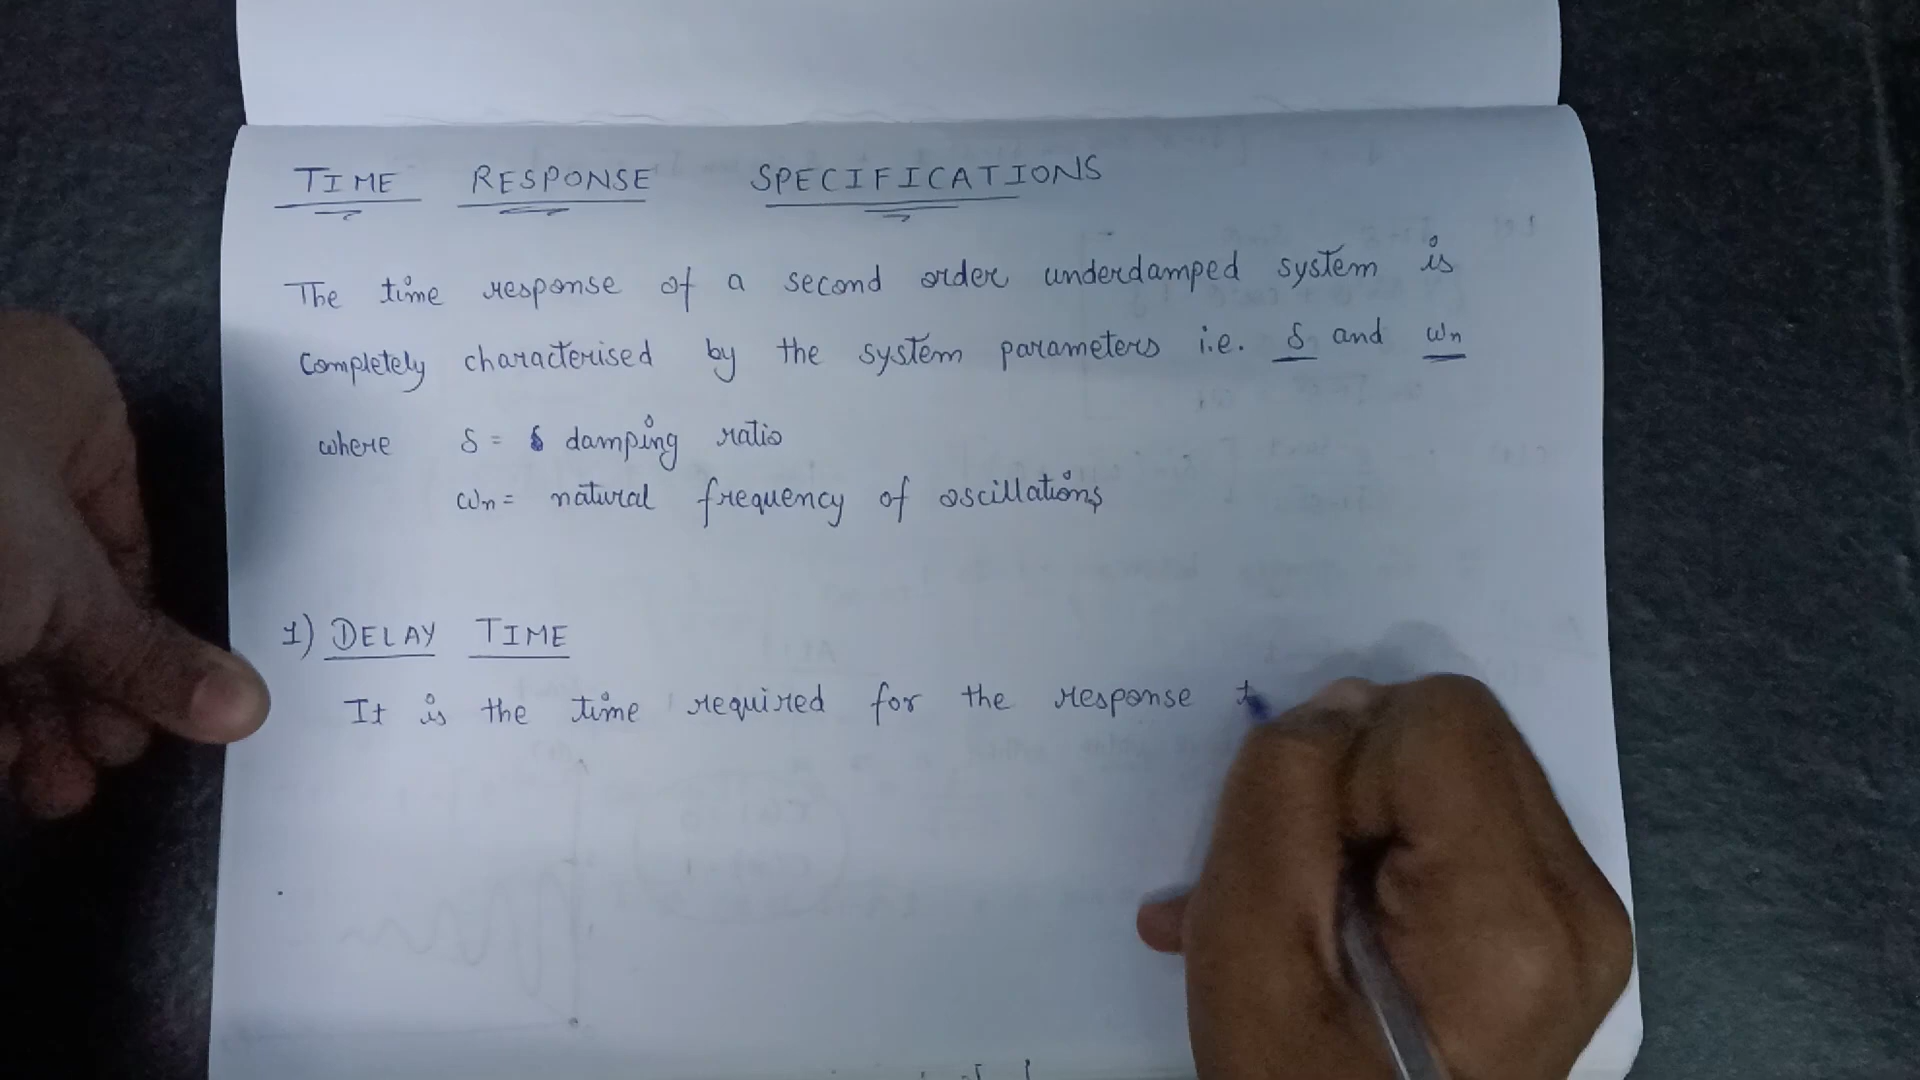 TIME RESPONSE SPECIFICATIONS
The time response of a second order underdamped system is
completely characterised by the system parameters i.e. δ and ωn
where δ = damping ratio
ωn = natural frequency of oscillations
1) DELAY TIME
It is the time required for the response t